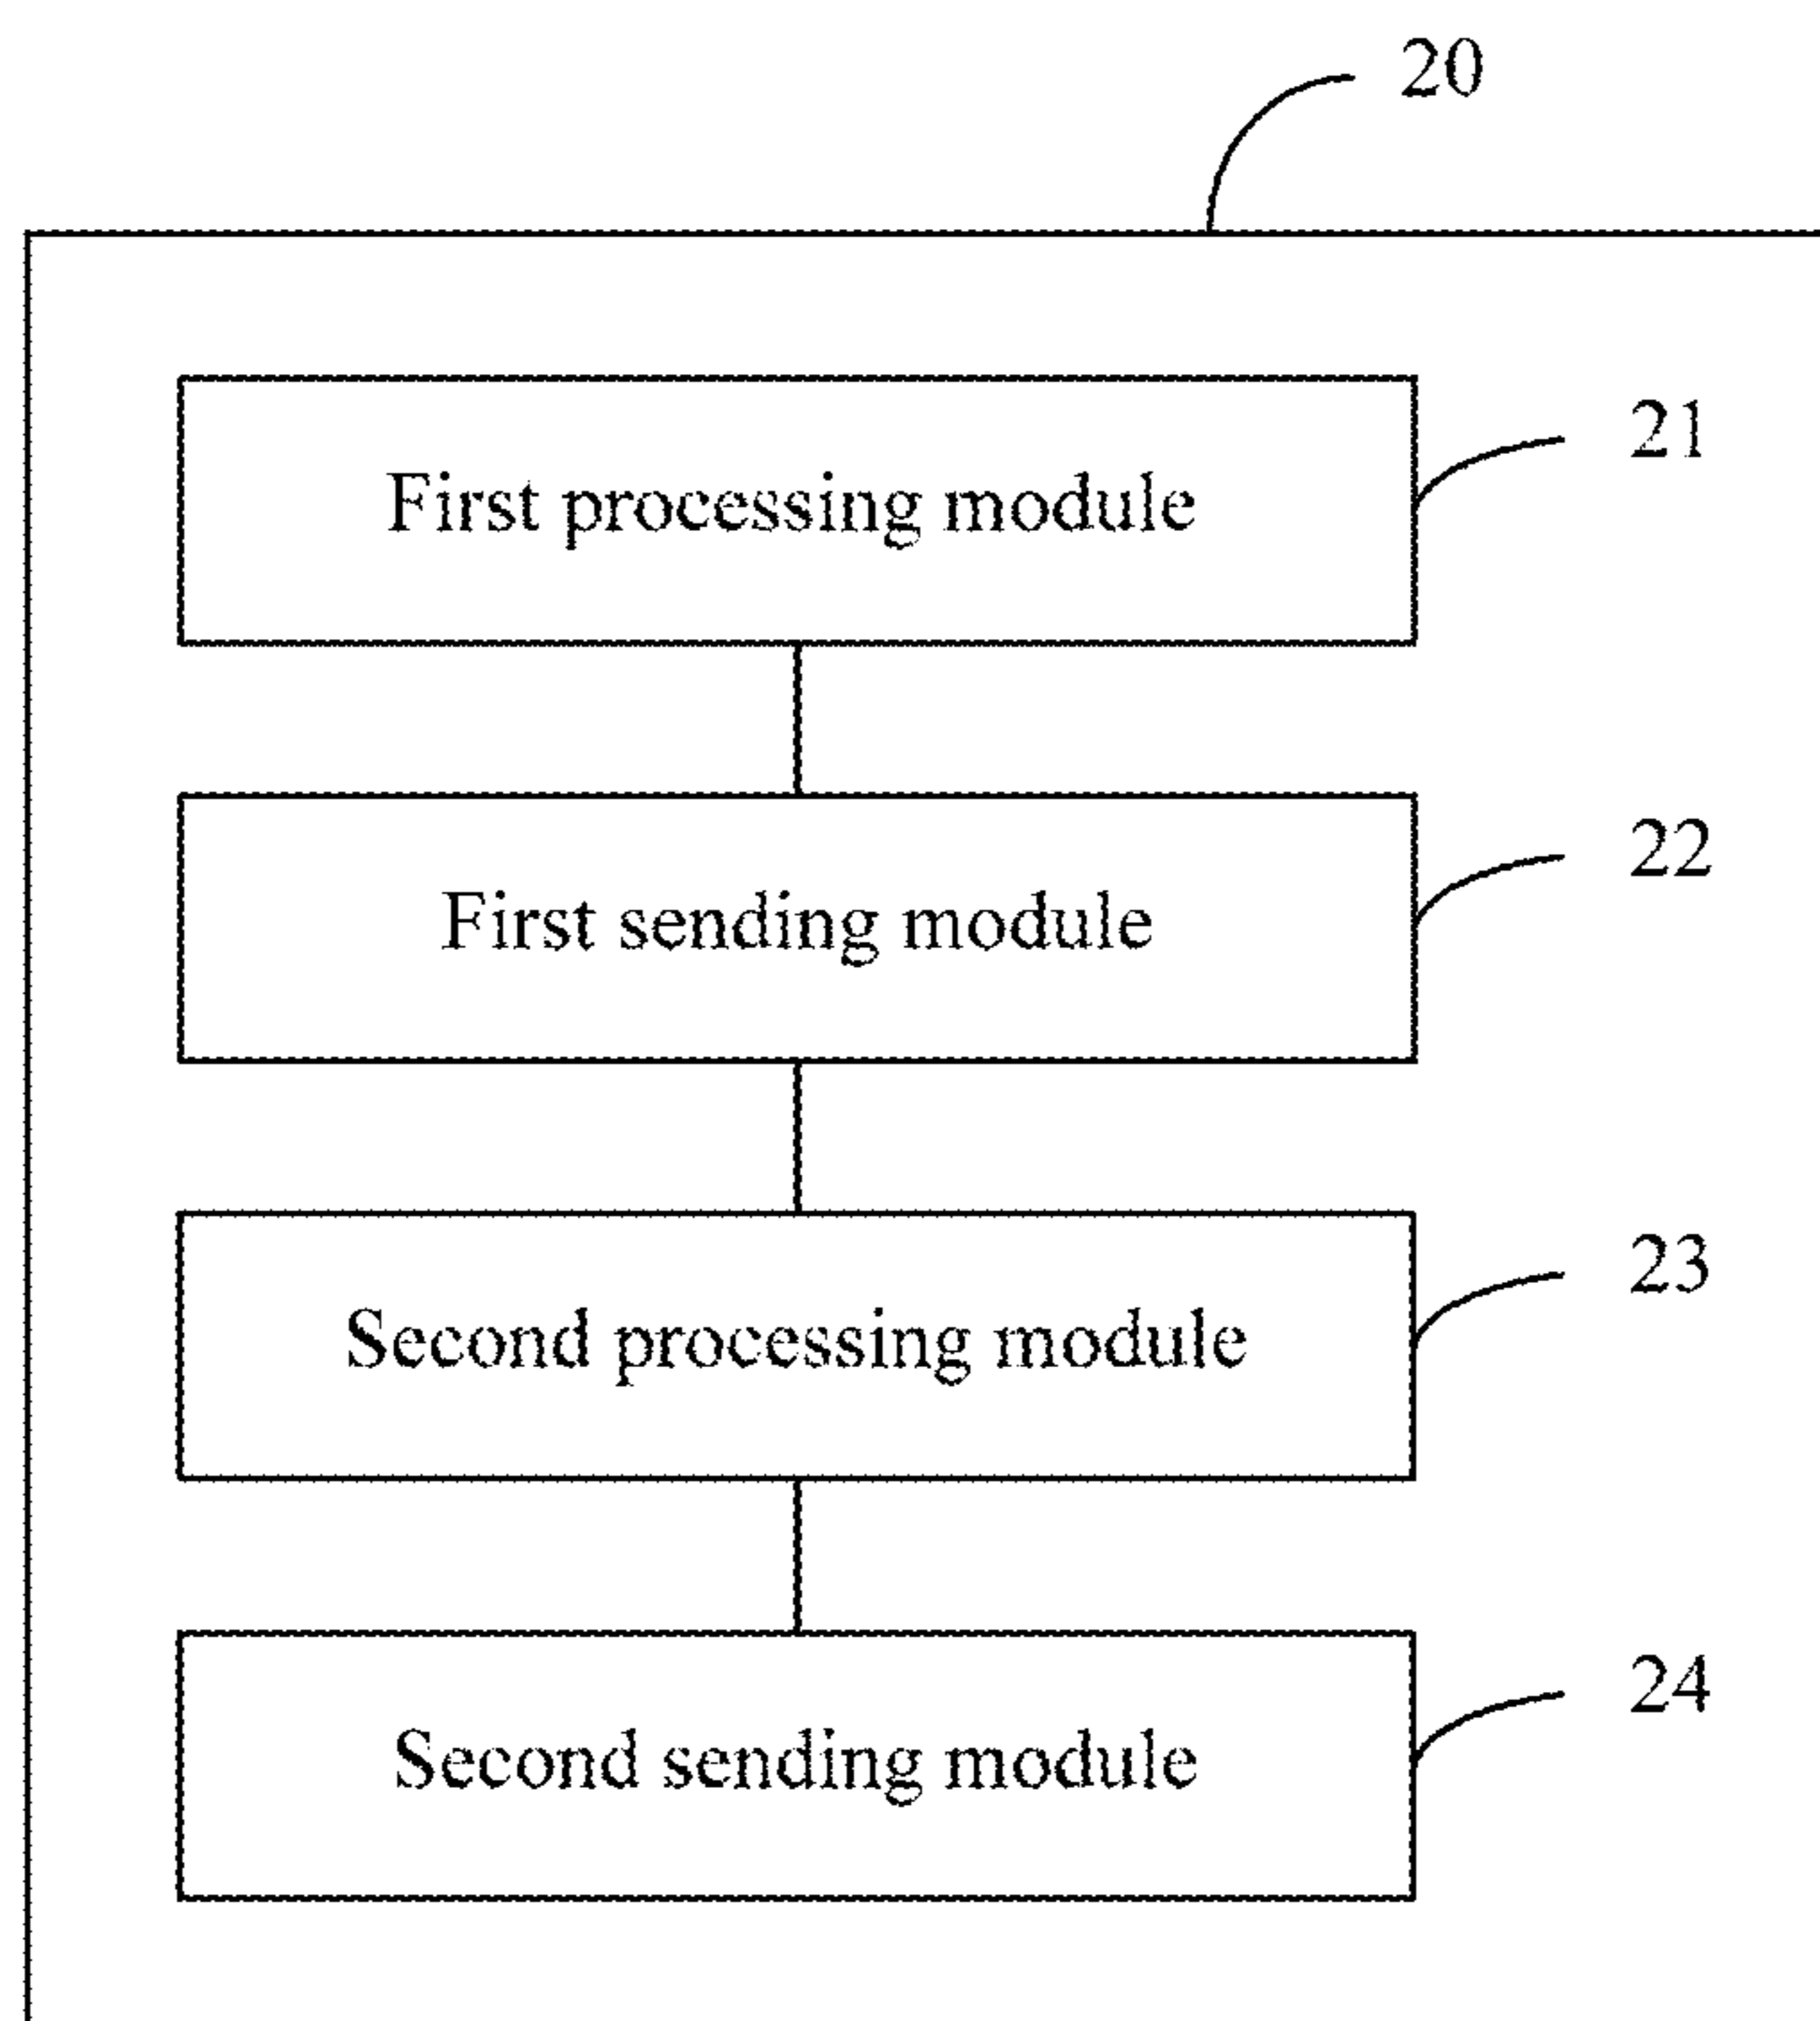 20
First processing module
21
First sending module
22
Second processing module
23
Second sending module
24